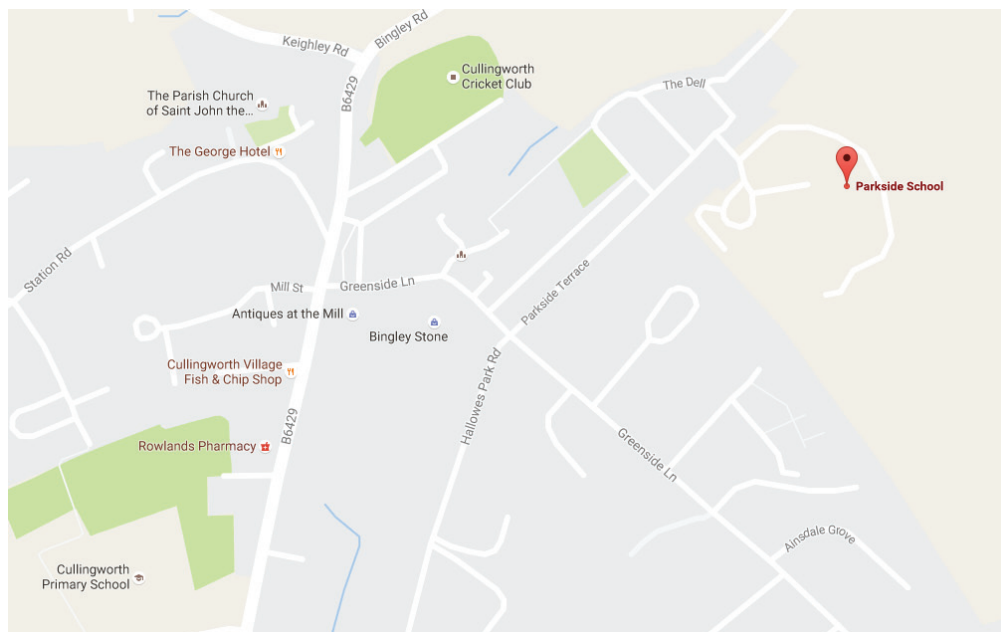 Keighley Rd
Bingley Rd
B6429
Cullingworth
Cricket Club
The Dell
The Parish Church
of Saint John the...
The George Hotel
Parkside School
Station Rd
Mill St
Greenside Ln
Parkside Terrace
Antiques at the Mill
Bingley Stone
Cullingworth Village
Fish & Chip Shop
Hallowes Park Rd
B6429
Rowlands Pharmacy
Greenside Ln
Ainsdale Grove
Cullingworth
Primary School